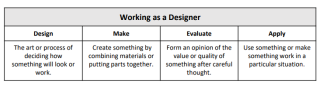 Working as a Designer
Design Make Evaluate Apply
The art or process of
deciding how
something will look or
work.
Create something by
combining materials or
putting parts together.
Form an opinion of the
value or quality of
something after careful
thought.
Use something or make
something work in a
particular situation.